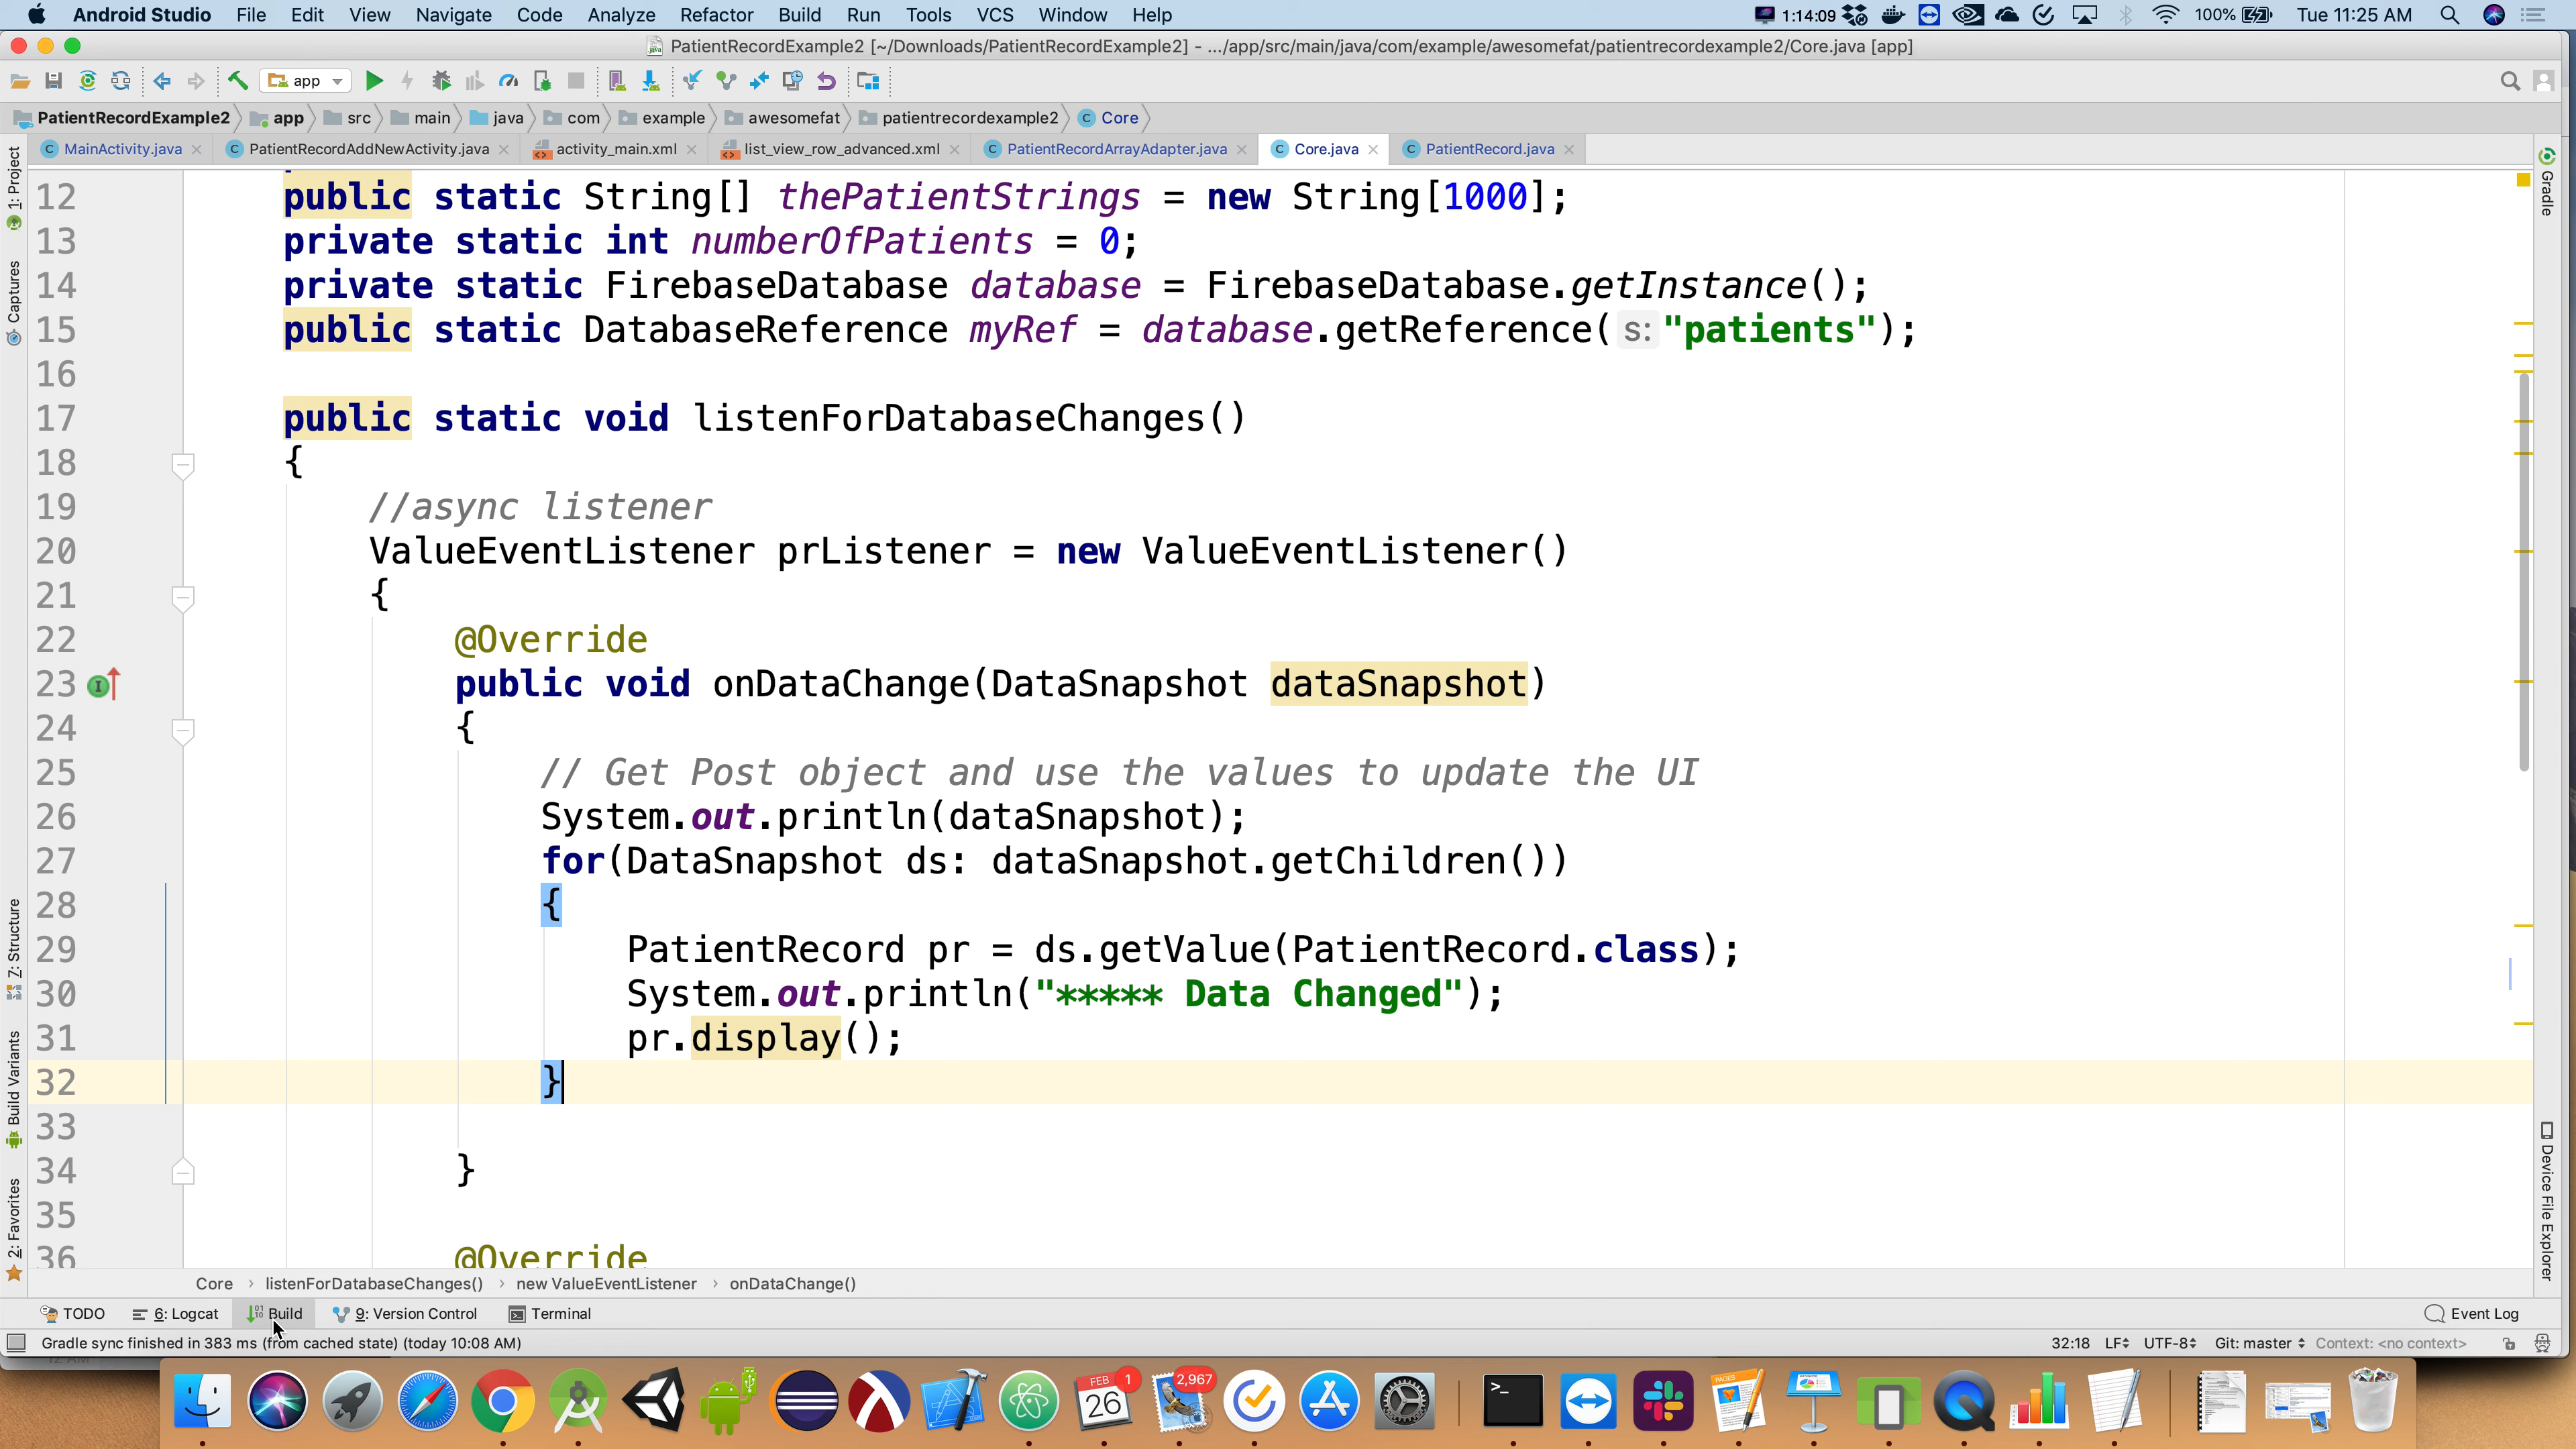 Android Studio File Edit View Navigate Code Analyze Refactor Build Run Tools VCS Window Help 1:14:09 100% Tue 11:25 AM
PatientRecordExample2 [~/Downloads/PatientRecordExample2] - .../app/src/main/java/com/example/awesomefat/patientrecordexample2/Core.java [app]
app
PatientRecordExample2 app src main java com example awesomefat patientrecordexample2 Core
MainActivity.java PatientRecordAddNewActivity.java activity_main.xml list_view_row_advanced.xml PatientRecordArrayAdapter.java Core.java PatientRecord.java
1: Project
Captures
7: Structure
Build Variants
2: Favorites
12 public static String[] thePatientStrings = new String[1000];
13 private static int numberOfPatients = 0;
14 private static FirebaseDatabase database = FirebaseDatabase.getInstance();
15 public static DatabaseReference myRef = database.getReference( s: "patients");
16
17 public static void listenForDatabaseChanges()
18 {
19 //async listener
20 ValueEventListener prListener = new ValueEventListener()
21 {
22 @Override
23 public void onDataChange(DataSnapshot dataSnapshot)
24 {
25 // Get Post object and use the values to update the UI
26 System.out.println(dataSnapshot);
27 for(DataSnapshot ds: dataSnapshot.getChildren())
28 {
29 PatientRecord pr = ds.getValue(PatientRecord.class);
30 System.out.println("***** Data Changed");
31 pr.display();
32 }
33
34 }
35
36 @Override
Gradle
Device File Explorer
Core › listenForDatabaseChanges() › new ValueEventListener › onDataChange()
TODO 6: Logcat Build 9: Version Control Terminal Event Log
Gradle sync finished in 383 ms (from cached state) (today 10:08 AM) 32:18 LF UTF-8 Git: master Context: <no context>
12 AM
FEB 26 1 2,967 PAGES